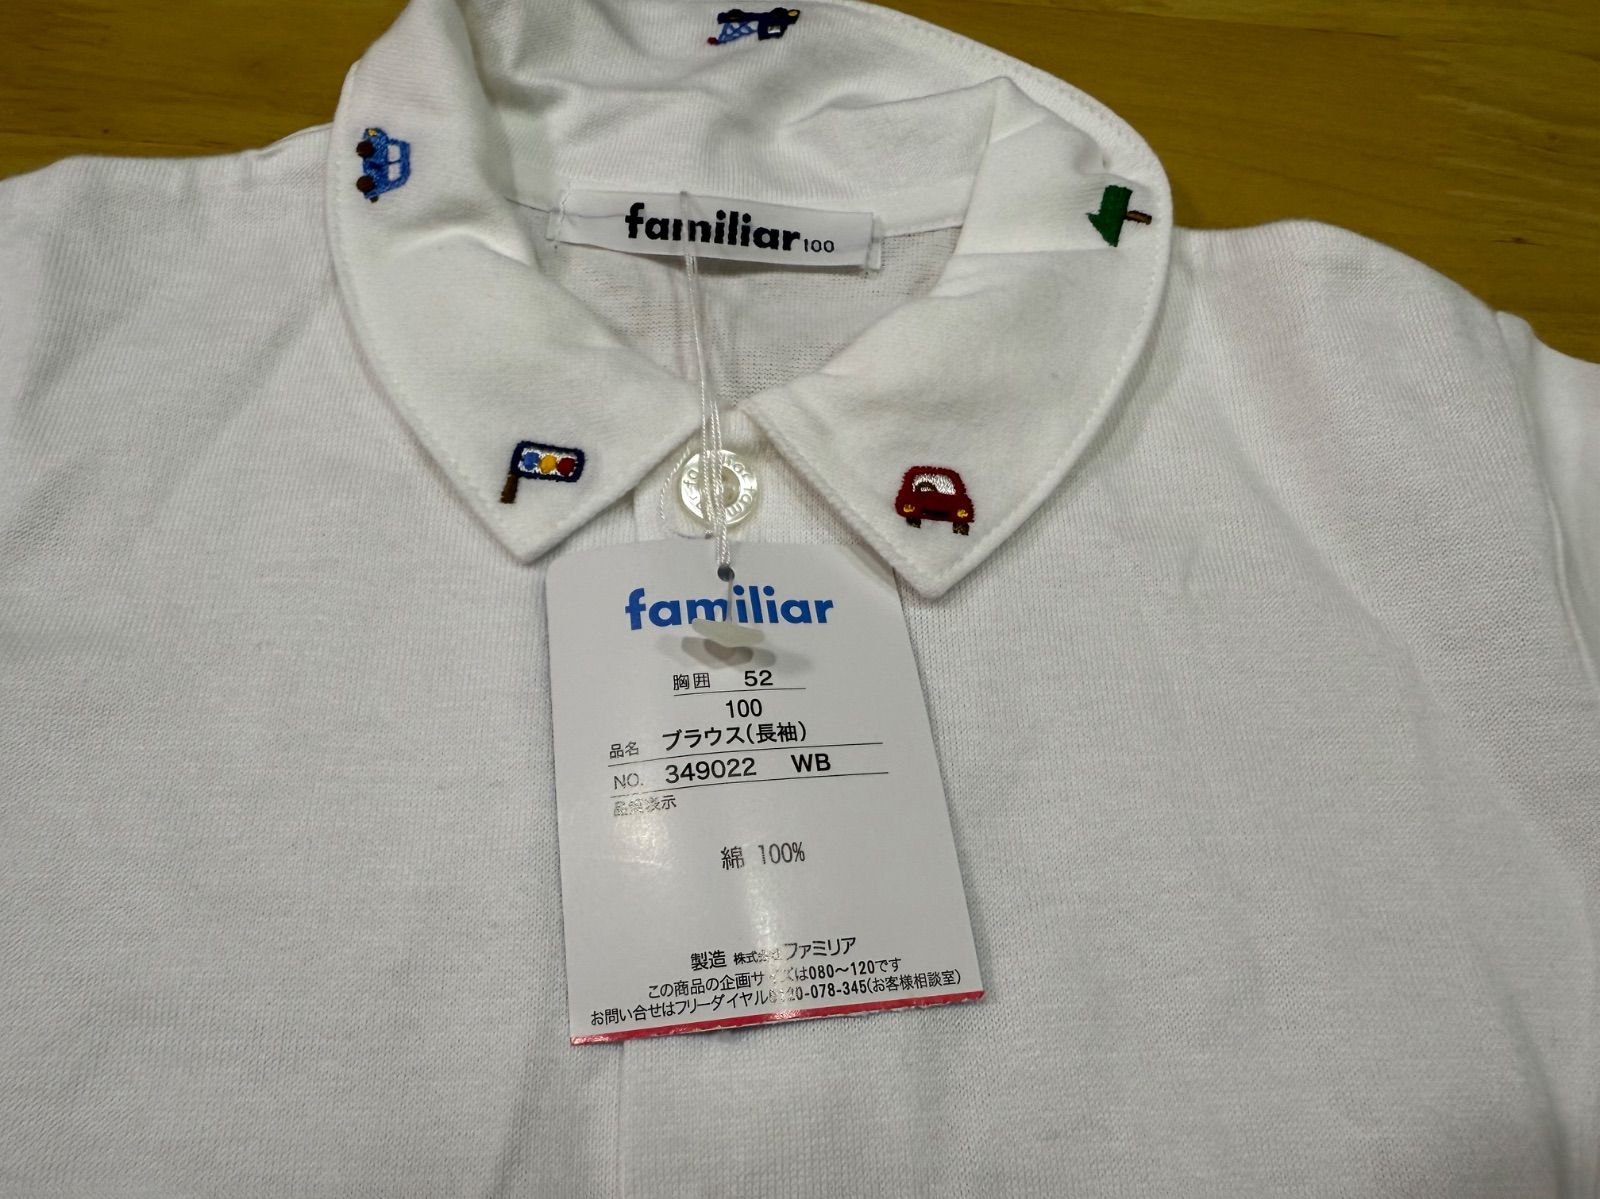 familiar 100
familiar
胸囲 52
100
品名 ブラウス(長袖)
NO. 349022 WB
品質表示
綿 100%
製造 株式会社ファミリア
この商品の企画サイズは080〜120です
お問い合せはフリーダイヤル0120-078-345(お客様相談室)